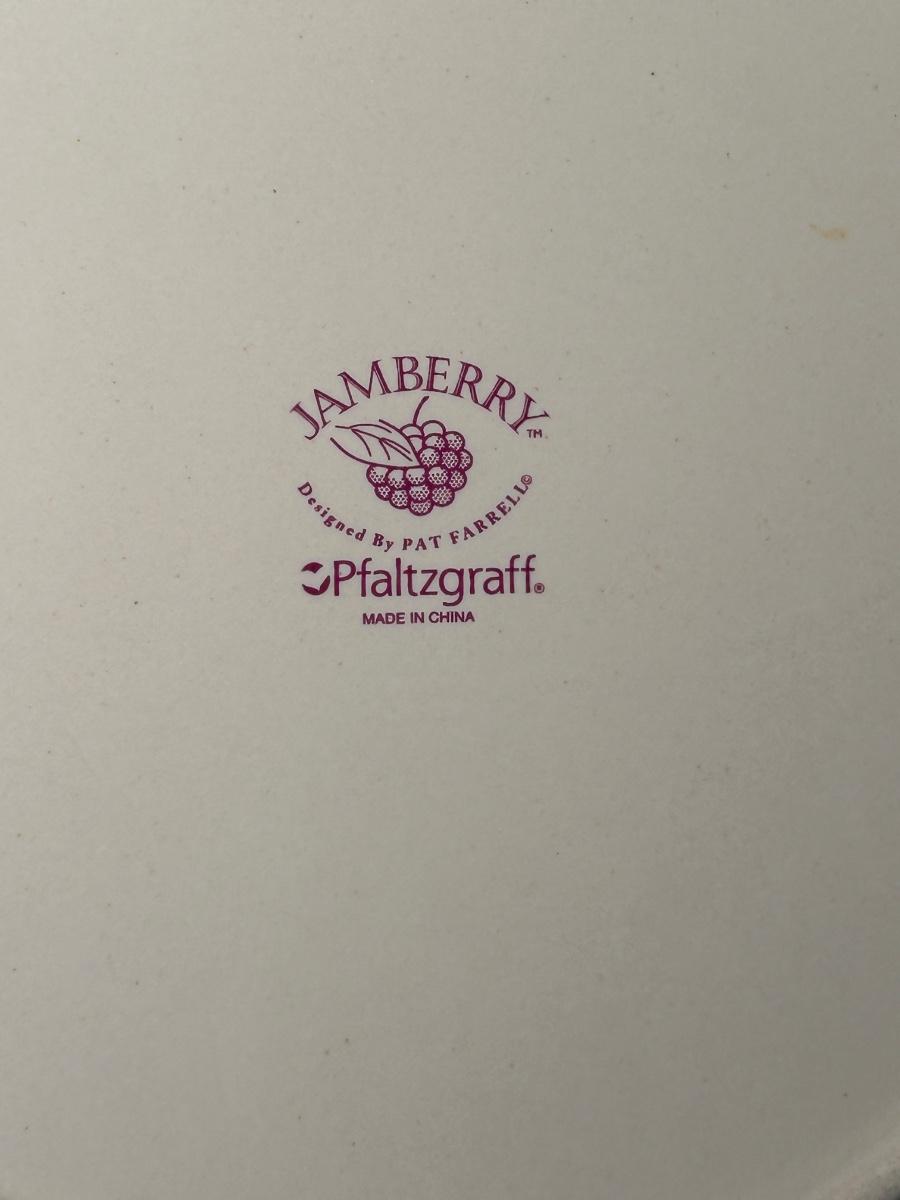 JAMBERRY™
Designed By PAT FARRELL©
Pfaltzgraff®
MADE IN CHINA